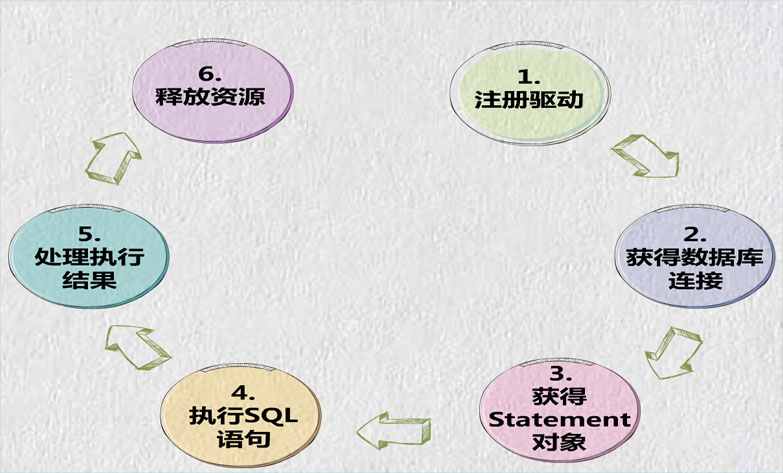 1.
注册驱动
2.
获得数据库
连接
3.
获得
Statement
对象
4.
执行SQL
语句
5.
处理执行
结果
6.
释放资源